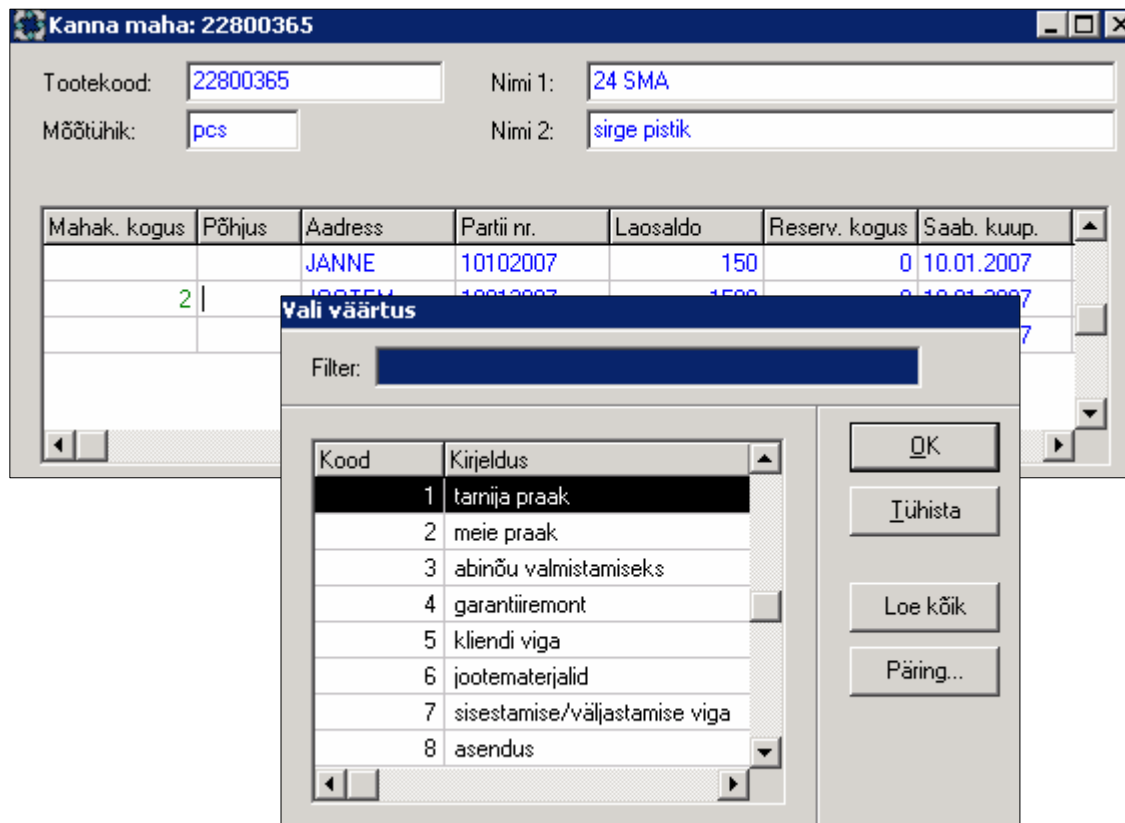 Kanna maha: 22800365
Tootekood: 22800365 Nimi 1: 24 SMA
Mõõtühik: pcs Nimi 2: sirge pistik
Mahak. kogus Põhjus Aadress Partii nr. Laosaldo Reserv. kogus Saab. kuup.
JANNE 10102007 150 0 10.01.2007
2
Vali väärtus
Filter:
Kood Kirjeldus
1 tarnija praak
2 meie praak
3 abinõu valmistamiseks
4 garantiiremont
5 kliendi viga
6 jootematerjalid
7 sisestamise/väljastamise viga
8 asendus
OK
Tühista
Loe kõik
Päring...